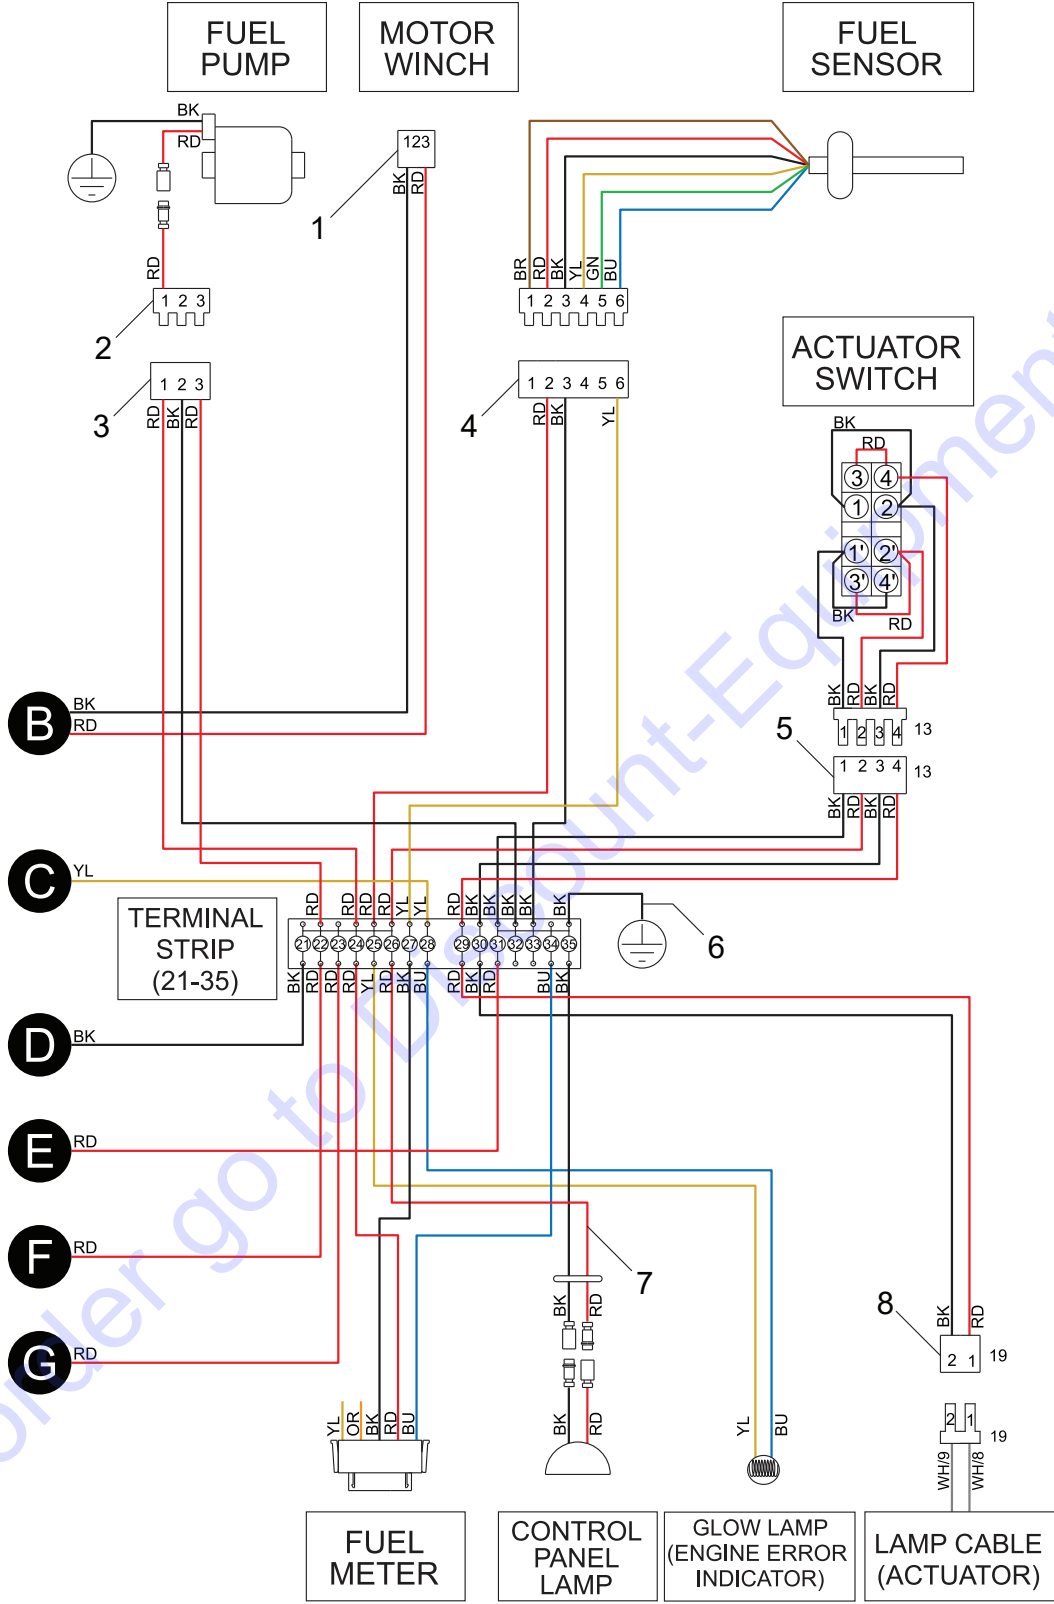 FUEL
PUMP
MOTOR
WINCH
FUEL
SENSOR
BK
RD
123
BK
RD
1
RD
1 2 3
2
BR
RD
BK
YL
GN
BU
1 2 3 4 5 6
1 2 3
3
RD
BK
RD
1 2 3 4 5 6
4
RD
BK
YL
ACTUATOR
SWITCH
BK
RD
3 4
1 2
1' 2'
3' 4'
BK
RD
BK
RD
BK
RD
1 2 3 4
13
5
1 2 3 4
13
BK
RD
BK
RD
B
BK
RD
C
YL
TERMINAL
STRIP
(21-35)
RD
RD
RD
RD
YL
YL
RD
BK
BK
BK
BK
BK
21 22 23 24 25 26 27 28 29 30 31 32 33 34 35
6
BK
RD
RD
RD
YL
RD
BK
BU
RD
BK
RD
BU
BK
D
BK
E
RD
F
RD
G
RD
7
BK
RD
8
BK
RD
2 1
19
2 1
19
WH/9
WH/8
YL
OR
BK
RD
BU
BK
RD
YL
BU
FUEL
METER
CONTROL
PANEL
LAMP
GLOW LAMP
(ENGINE ERROR
INDICATOR)
LAMP CABLE
(ACTUATOR)
order go to Discount-Equipment